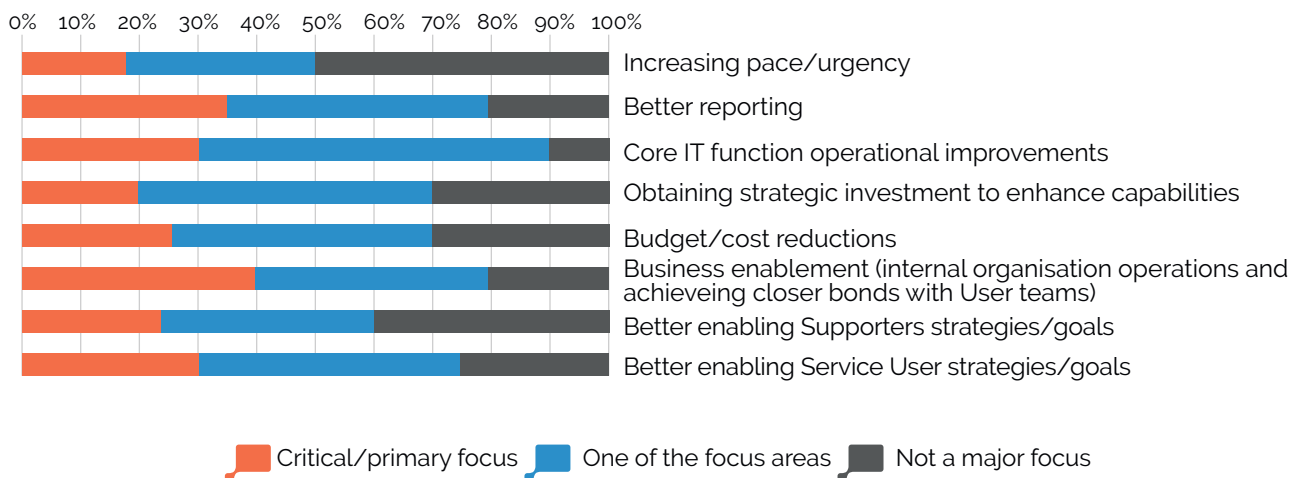 0% 10% 20% 30% 40% 50% 60% 70% 80% 90% 100%
Increasing pace/urgency
Better reporting
Core IT function operational improvements
Obtaining strategic investment to enhance capabilities
Budget/cost reductions
Business enablement (internal organisation operations and
achieveing closer bonds with User teams)
Better enabling Supporters strategies/goals
Better enabling Service User strategies/goals
Critical/primary focus One of the focus areas Not a major focus